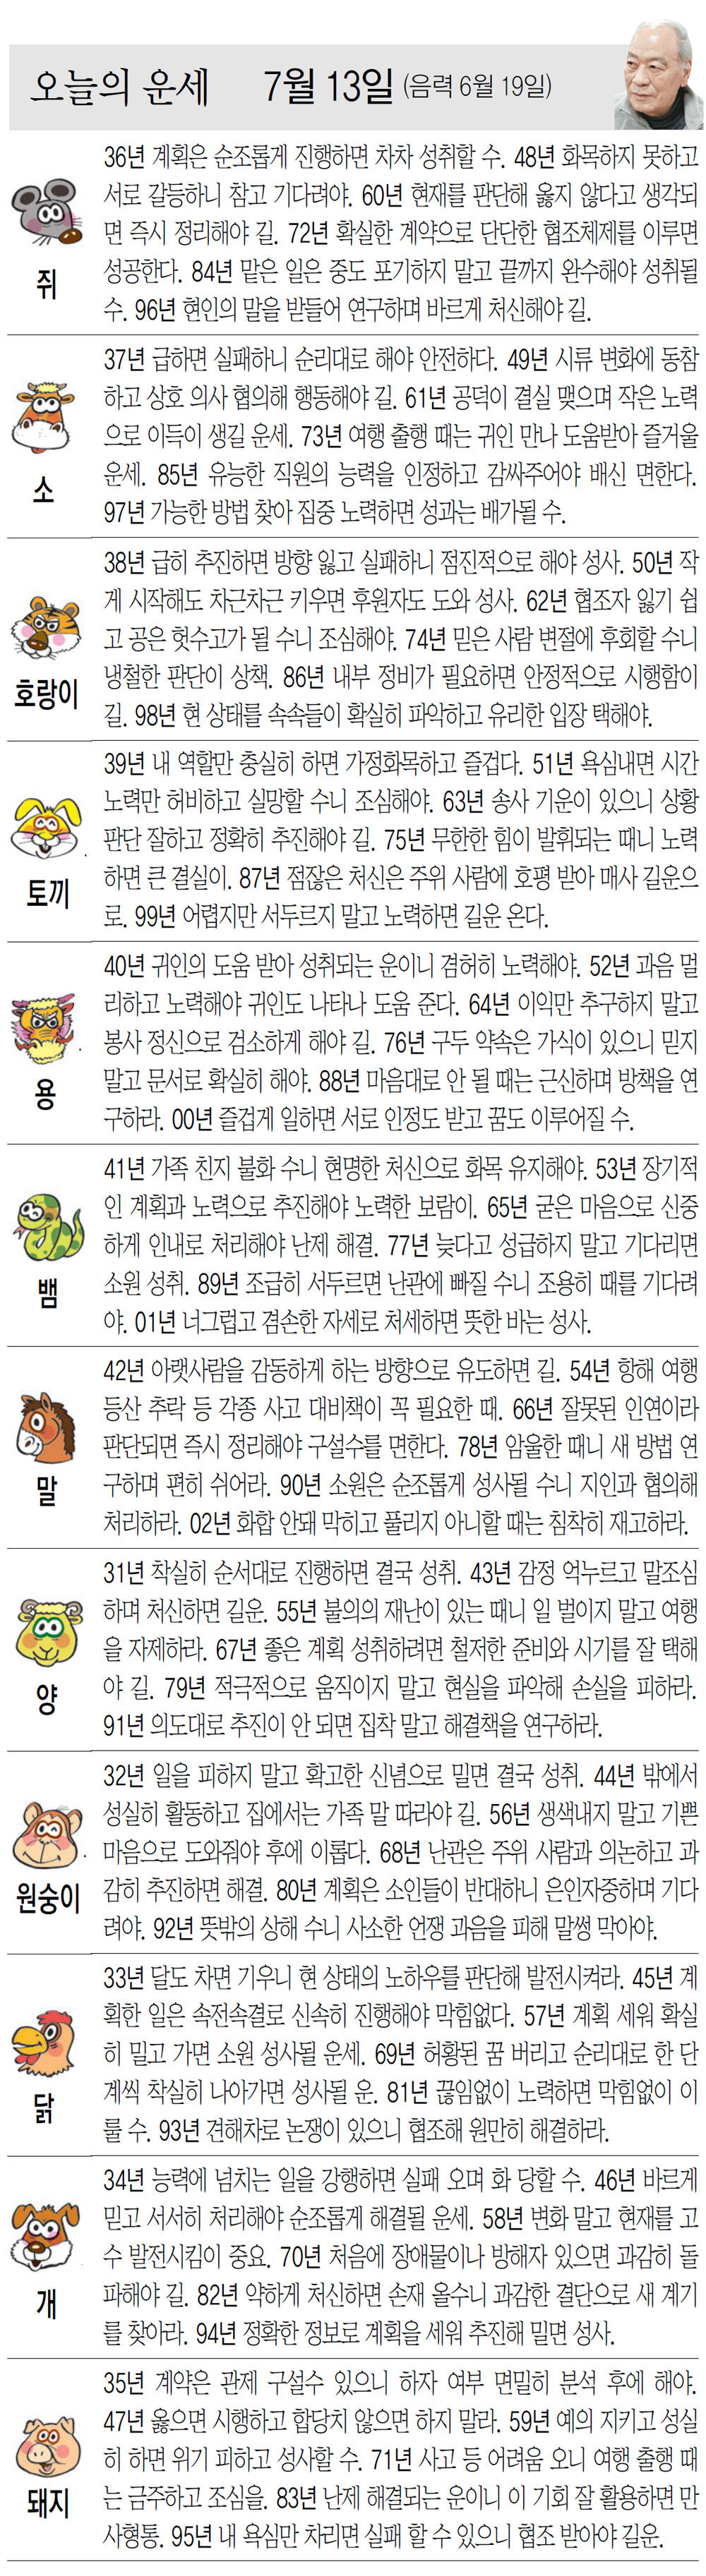 오늘의 운세 7월 13일 (음력 6월 19일)
36년 계획은 순조롭게 진행하면 차차 성취할 수. 48년 화목하지 못하고
서로 갈등하니 참고 기다려야. 60년 현재를 판단해 옳지 않다고 생각되
면 즉시 정리해야 길. 72년 확실한 계약으로 단단한 협조체제를 이루면
성공한다. 84년 맡은 일은 중도 포기하지 말고 끝까지 완수해야 성취될
수. 96년 현인의 말을 받들어 연구하며 바르게 처신해야 길.
쥐
37년 급하면 실패하니 순리대로 해야 안전하다. 49년 시류 변화에 동참
하고 상호 의사 협의해 행동해야 길. 61년 공덕이 결실 맺으며 작은 노력
으로 이득이 생길 운세. 73년 여행 출행 때는 귀인 만나 도움받아 즐거울
운세. 85년 유능한 직원의 능력을 인정하고 감싸주어야 배신 면한다.
97년 가능한 방법 찾아 집중 노력하면 성과는 배가될 수.
소
38년 급히 추진하면 방향 잃고 실패하니 점진적으로 해야 성사. 50년 작
게 시작해도 차근차근 키우면 후원자도 도와 성사. 62년 협조자 잃기 쉽
고 공은 헛수고가 될 수니 조심해야. 74년 믿은 사람 변절에 후회할 수니
냉철한 판단이 상책. 86년 내부 정비가 필요하면 안정적으로 시행함이
길. 98년 현 상태를 속속들이 확실히 파악하고 유리한 입장 택해야.
호랑이
39년 내 역할만 충실히 하면 가정화목하고 즐겁다. 51년 욕심내면 시간
노력만 허비하고 실망할 수니 조심해야. 63년 송사 기운이 있으니 상황
판단 잘하고 정확히 추진해야 길. 75년 무한한 힘이 발휘되는 때니 노력
하면 큰 결실이. 87년 점잖은 처신은 주위 사람에 호평 받아 매사 길운으
로. 99년 어렵지만 서두르지 말고 노력하면 길운 온다.
토끼
40년 귀인의 도움 받아 성취되는 운이니 겸허히 노력해야. 52년 과음 멀
리하고 노력해야 귀인도 나타나 도움 준다. 64년 이익만 추구하지 말고
봉사 정신으로 검소하게 해야 길. 76년 구두 약속은 가식이 있으니 믿지
말고 문서로 확실히 해야. 88년 마음대로 안 될 때는 근신하며 방책을 연
구하라. 00년 즐겁게 일하면 서로 인정도 받고 꿈도 이루어질 수.
용
41년 가족 친지 불화 수니 현명한 처신으로 화목 유지해야. 53년 장기적
인 계획과 노력으로 추진해야 노력한 보람이. 65년 굳은 마음으로 신중
하게 인내로 처리해야 난제 해결. 77년 늦다고 성급하지 말고 기다리면
소원 성취. 89년 조급히 서두르면 난관에 빠질 수니 조용히 때를 기다려
야. 01년 너그럽고 겸손한 자세로 처세하면 뜻한 바는 성사.
뱀
42년 아랫사람을 감동하게 하는 방향으로 유도하면 길. 54년 항해 여행
등산 추락 등 각종 사고 대비책이 꼭 필요한 때. 66년 잘못된 인연이라
판단되면 즉시 정리해야 구설수를 면한다. 78년 암울한 때니 새 방법 연
구하며 편히 쉬어라. 90년 소원은 순조롭게 성사될 수니 지인과 협의해
처리하라. 02년 화합 안돼 막히고 풀리지 아니할 때는 침착히 재고하라.
말
31년 착실히 순서대로 진행하면 결국 성취. 43년 감정 억누르고 말조심
하며 처신하면 길운. 55년 불의의 재난이 있는 때니 일 벌이지 말고 여행
을 자제하라. 67년 좋은 계획 성취하려면 철저한 준비와 시기를 잘 택해
야 길. 79년 적극적으로 움직이지 말고 현실을 파악해 손실을 피하라.
91년 의도대로 추진이 안 되면 집착 말고 해결책을 연구하라.
양
32년 일을 피하지 말고 확고한 신념으로 밀면 결국 성취. 44년 밖에서
성실히 활동하고 집에서는 가족 말 따라야 길. 56년 생색내지 말고 기쁜
마음으로 도와줘야 후에 이롭다. 68년 난관은 주위 사람과 의논하고 과
감히 추진하면 해결. 80년 계획은 소인들이 반대하니 은인자중하며 기다
려야. 92년 뜻밖의 상해 수니 사소한 언쟁 과음을 피해 말썽 막아야.
원숭이
33년 달도 차면 기우니 현 상태의 노하우를 판단해 발전시켜라. 45년 계
획한 일은 속전속결로 신속히 진행해야 막힘없다. 57년 계획 세워 확실
히 밀고 가면 소원 성사될 운세. 69년 허황된 꿈 버리고 순리대로 한 단
계씩 착실히 나아가면 성사될 운. 81년 끊임없이 노력하면 막힘없이 이
룰 수. 93년 견해차로 논쟁이 있으니 협조해 원만히 해결하라.
닭
34년 능력에 넘치는 일을 강행하면 실패 오며 화 당할 수. 46년 바르게
믿고 서서히 처리해야 순조롭게 해결될 운세. 58년 변화 말고 현재를 고
수 발전시킴이 중요. 70년 처음에 장애물이나 방해자 있으면 과감히 돌
파해야 길. 82년 약하게 처신하면 손재 올수니 과감한 결단으로 새 계기
를 찾아라. 94년 정확한 정보로 계획을 세워 추진해 밀면 성사.
개
35년 계약은 관제 구설수 있으니 하자 여부 면밀히 분석 후에 해야.
47년 옳으면 시행하고 합당치 않으면 하지 말라. 59년 예의 지키고 성실
히 하면 위기 피하고 성사할 수. 71년 사고 등 어려움 오니 여행 출행 때
는 금주하고 조심을. 83년 난제 해결되는 운이니 이 기회 잘 활용하면 만
사형통. 95년 내 욕심만 차리면 실패 할 수 있으니 협조 받아야 길운.
돼지